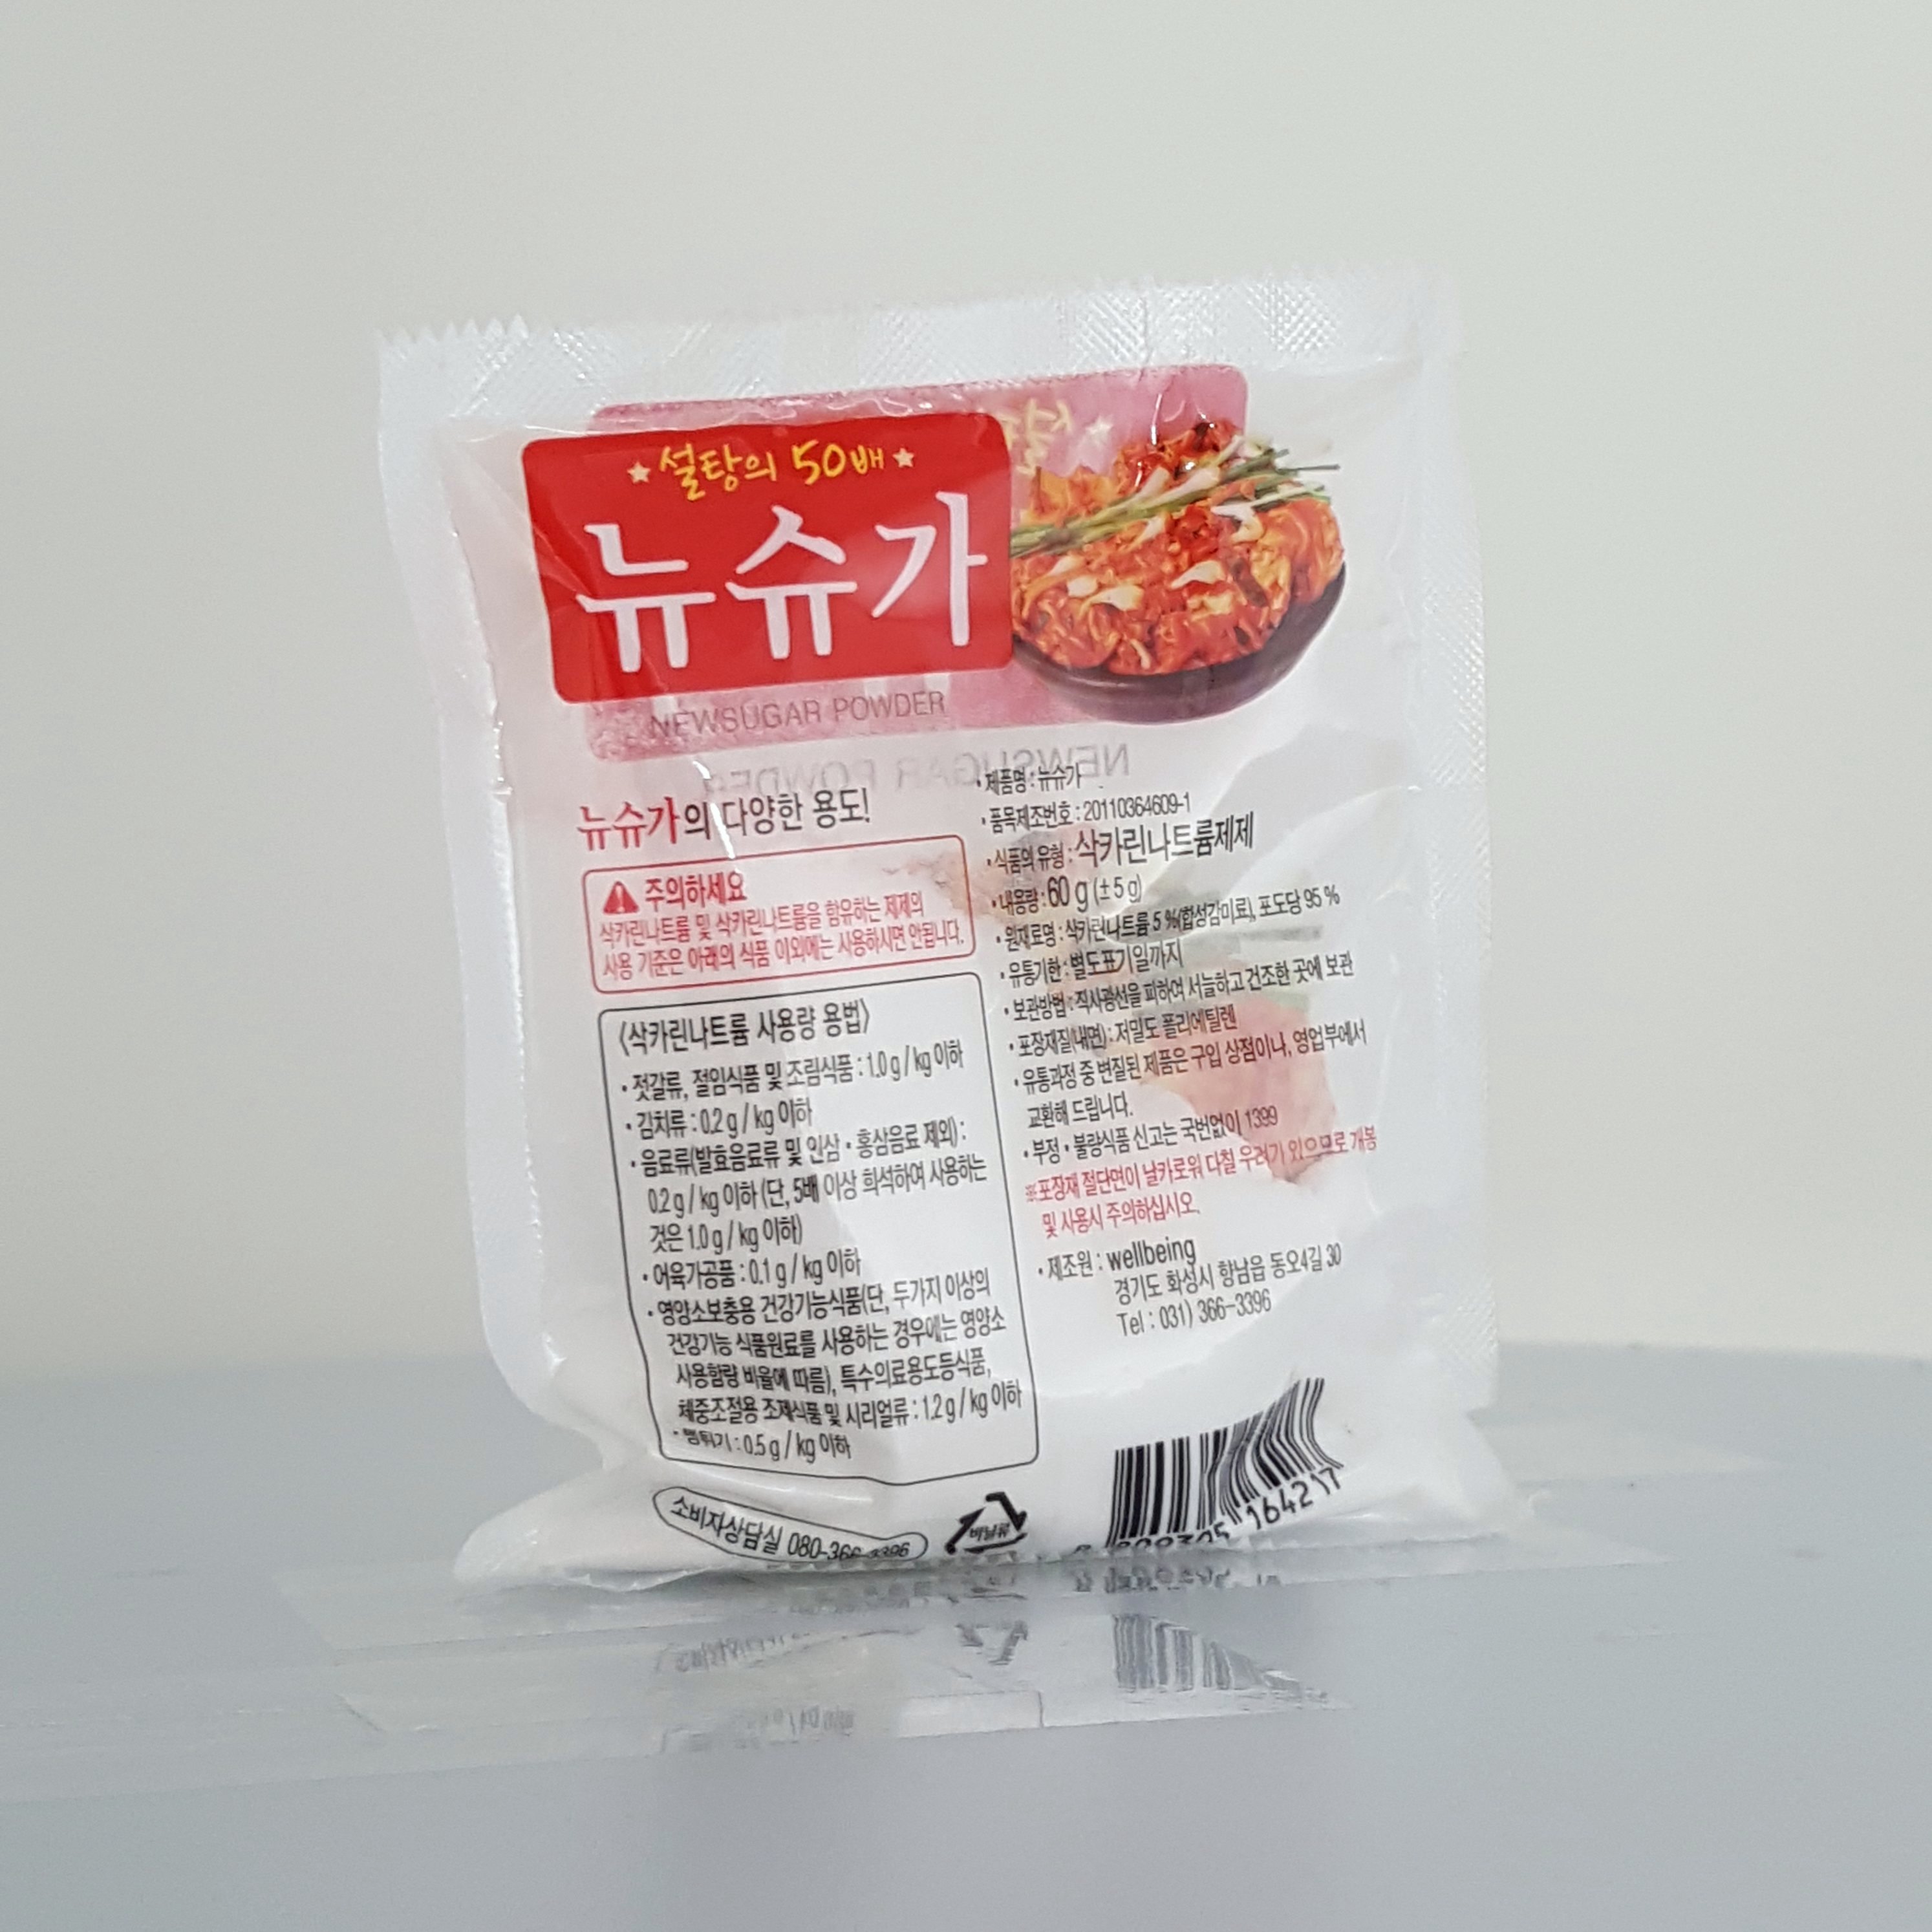 설탕의 50배
뉴슈가
NEWSUGAR POWDER
NEWSUGAR POWDER
뉴슈가의 다양한 용도!
주의하세요
삭카린나트륨 및 삭카린나트륨을 함유하는 제제의
사용 기준은 아래의 식품 이외에는 사용하시면 안됩니다.
〈삭카린나트륨 사용량 용법〉
• 젓갈류, 절임식품 및 조림식품 : 1.0 g / kg 이하
• 김치류 : 0.2 g / kg 이하
• 음료류(발효음료류 및 인삼 • 홍삼음료 제외) :
0.2 g / kg 이하 (단, 5배 이상 희석하여 사용하는
것은 1.0 g / kg 이하)
• 어육가공품 : 0.1 g / kg 이하
• 영양소보충용 건강기능식품(단, 두가지 이상의
건강기능 식품원료를 사용하는 경우에는 영양소
사용함량 비율에 따름), 특수의료용도등식품,
체중조절용 조제식품 및 시리얼류 : 1.2 g / kg 이하
• 뻥튀기 : 0.5 g / kg 이하
소비자상담실 080-366-3396
비닐류
• 제품명 : 뉴슈가
• 품목제조번호 : 20110364609-1
• 식품의 유형 : 삭카린나트륨제제
• 내용량 : 60 g (± 5 g)
• 원재료명 : 삭카린나트륨 5 %(합성감미료), 포도당 95 %
• 유통기한 : 별도표기일까지
• 보관방법 : 직사광선을 피하여 서늘하고 건조한 곳에 보관
• 포장재질(내면) : 저밀도 폴리에틸렌
• 유통과정 중 변질된 제품은 구입 상점이나, 영업부에서
교환해 드립니다.
• 부정 • 불량식품 신고는 국번없이 1399
※포장재 절단면이 날카로워 다칠 우려가 있으므로 개봉
및 사용시 주의하십시오.
• 제조원 : wellbeing
경기도 화성시 향남읍 동오4길 30
Tel : 031) 366-3396
164217